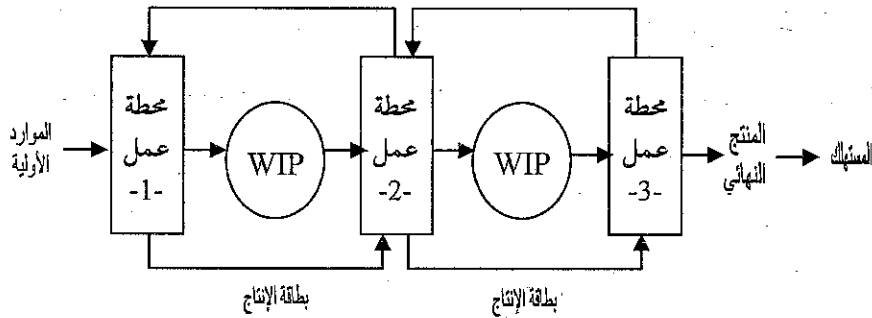 الموارد
الأولية
محطة
عمل
-1-
WIP
محطة
عمل
-2-
WIP
محطة
عمل
-3-
المنتج
النهائي
المستهلك
بطاقة الإنتاج
بطاقة الإنتاج